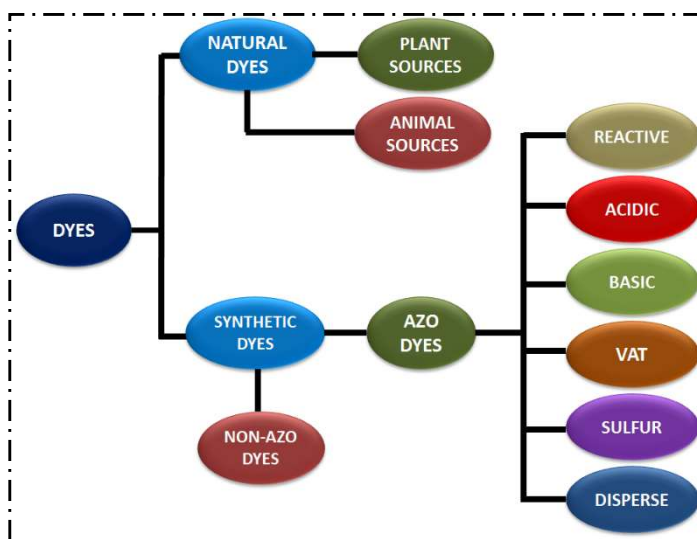 NATURAL
DYES
PLANT
SOURCES
ANIMAL
SOURCES
DYES
SYNTHETIC
DYES
AZO
DYES
NON-AZO
DYES
REACTIVE
ACIDIC
BASIC
VAT
SULFUR
DISPERSE